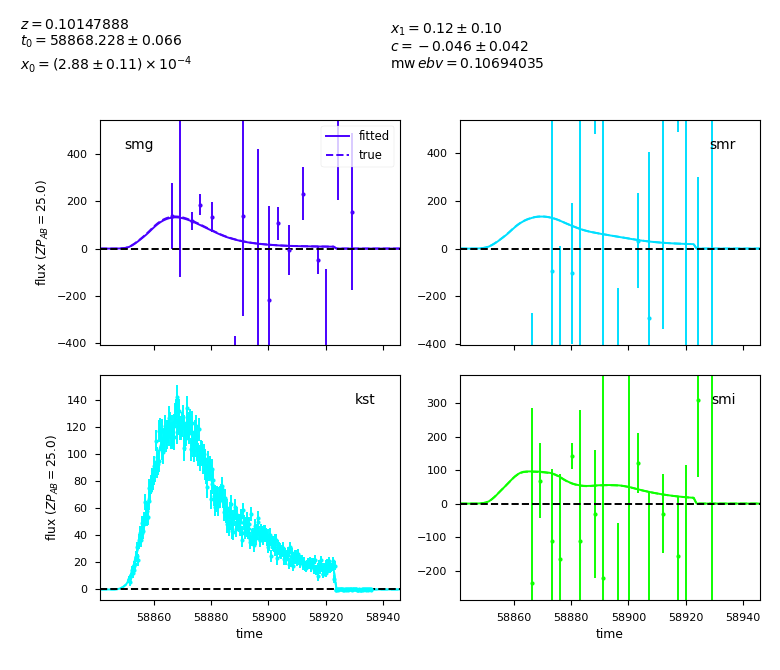 z = 0.10147888
t₀ = 58868.228 ± 0.066
x₀ = (2.88 ± 0.11) × 10⁻⁴
x₁ = 0.12 ± 0.10
c = −0.046 ± 0.042
mw ebv = 0.10694035
smg
fitted
true
400
200
0
−200
−400
flux (ZP_AB = 25.0)
smr
400
200
0
−200
−400
kst
140
120
100
80
60
40
20
0
flux (ZP_AB = 25.0)
58860 58880 58900 58920 58940
time
smi
300
200
100
0
−100
−200
58860 58880 58900 58920 58940
time